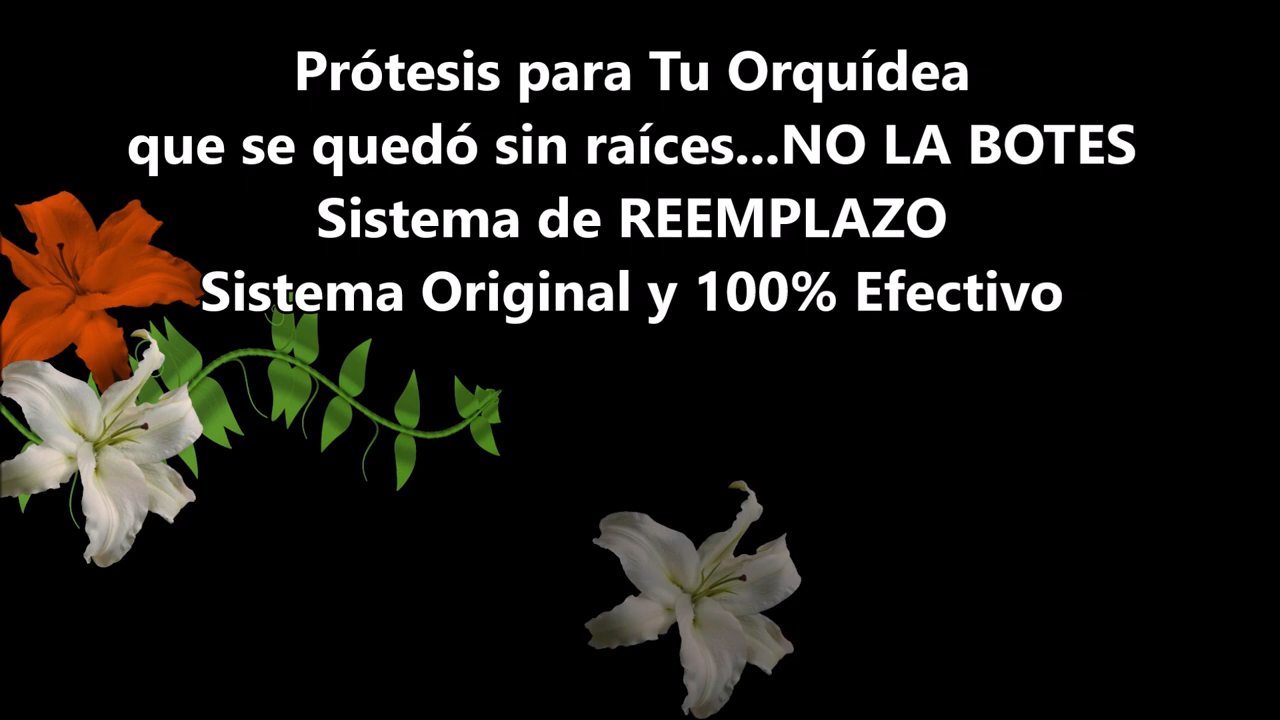 Prótesis para Tu Orquídea
que se quedó sin raíces...NO LA BOTES
Sistema de REEMPLAZO
Sistema Original y 100% Efectivo